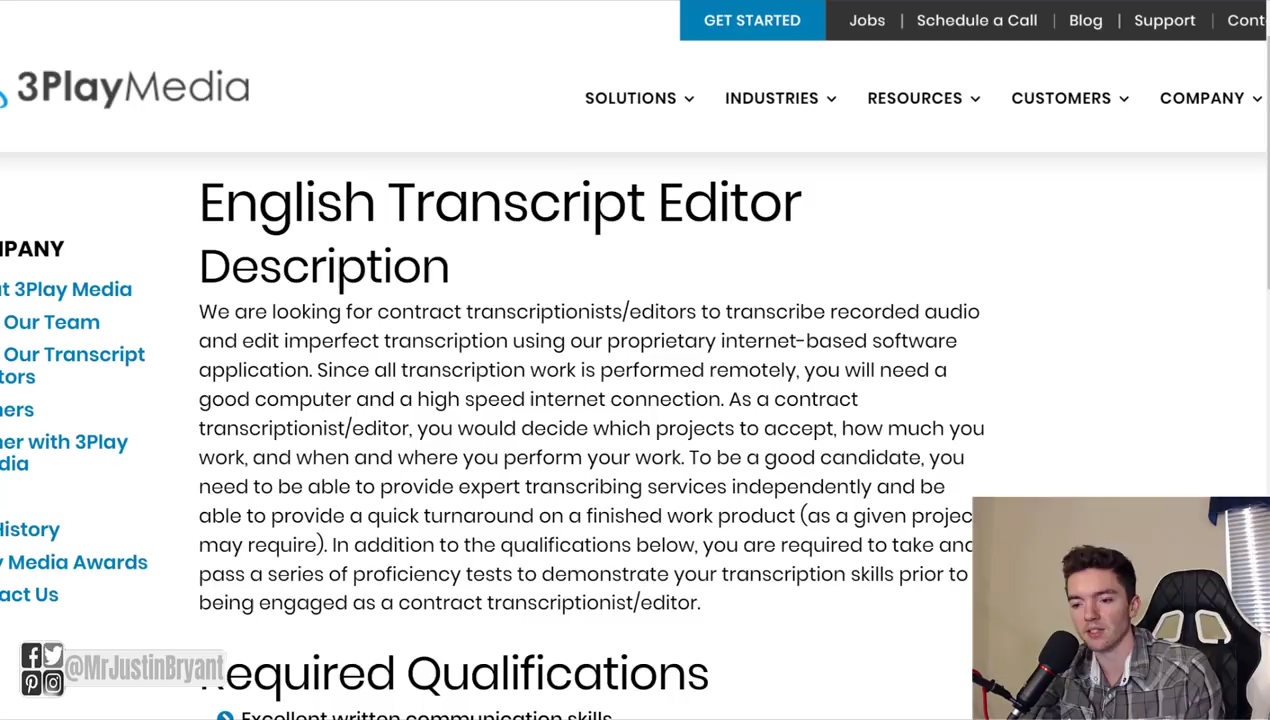 GET STARTED Jobs | Schedule a Call | Blog | Support | Cont
3PlayMedia
SOLUTIONS INDUSTRIES RESOURCES CUSTOMERS COMPANY
English Transcript Editor
Description
We are looking for contract transcriptionists/editors to transcribe recorded audio
and edit imperfect transcription using our proprietary internet-based software
application. Since all transcription work is performed remotely, you will need a
good computer and a high speed internet connection. As a contract
transcriptionist/editor, you would decide which projects to accept, how much you
work, and when and where you perform your work. To be a good candidate, you
need to be able to provide expert transcribing services independently and be
able to provide a quick turnaround on a finished work product (as a given projec
may require). In addition to the qualifications below, you are required to take and
pass a series of proficiency tests to demonstrate your transcription skills prior to
being engaged as a contract transcriptionist/editor.
Required Qualifications
Excellent written communication skills
MPANY
t 3Play Media
Our Team
Our Transcript
tors
ners
er with 3Play
dia
History
y Media Awards
act Us
@MrJustinBryant